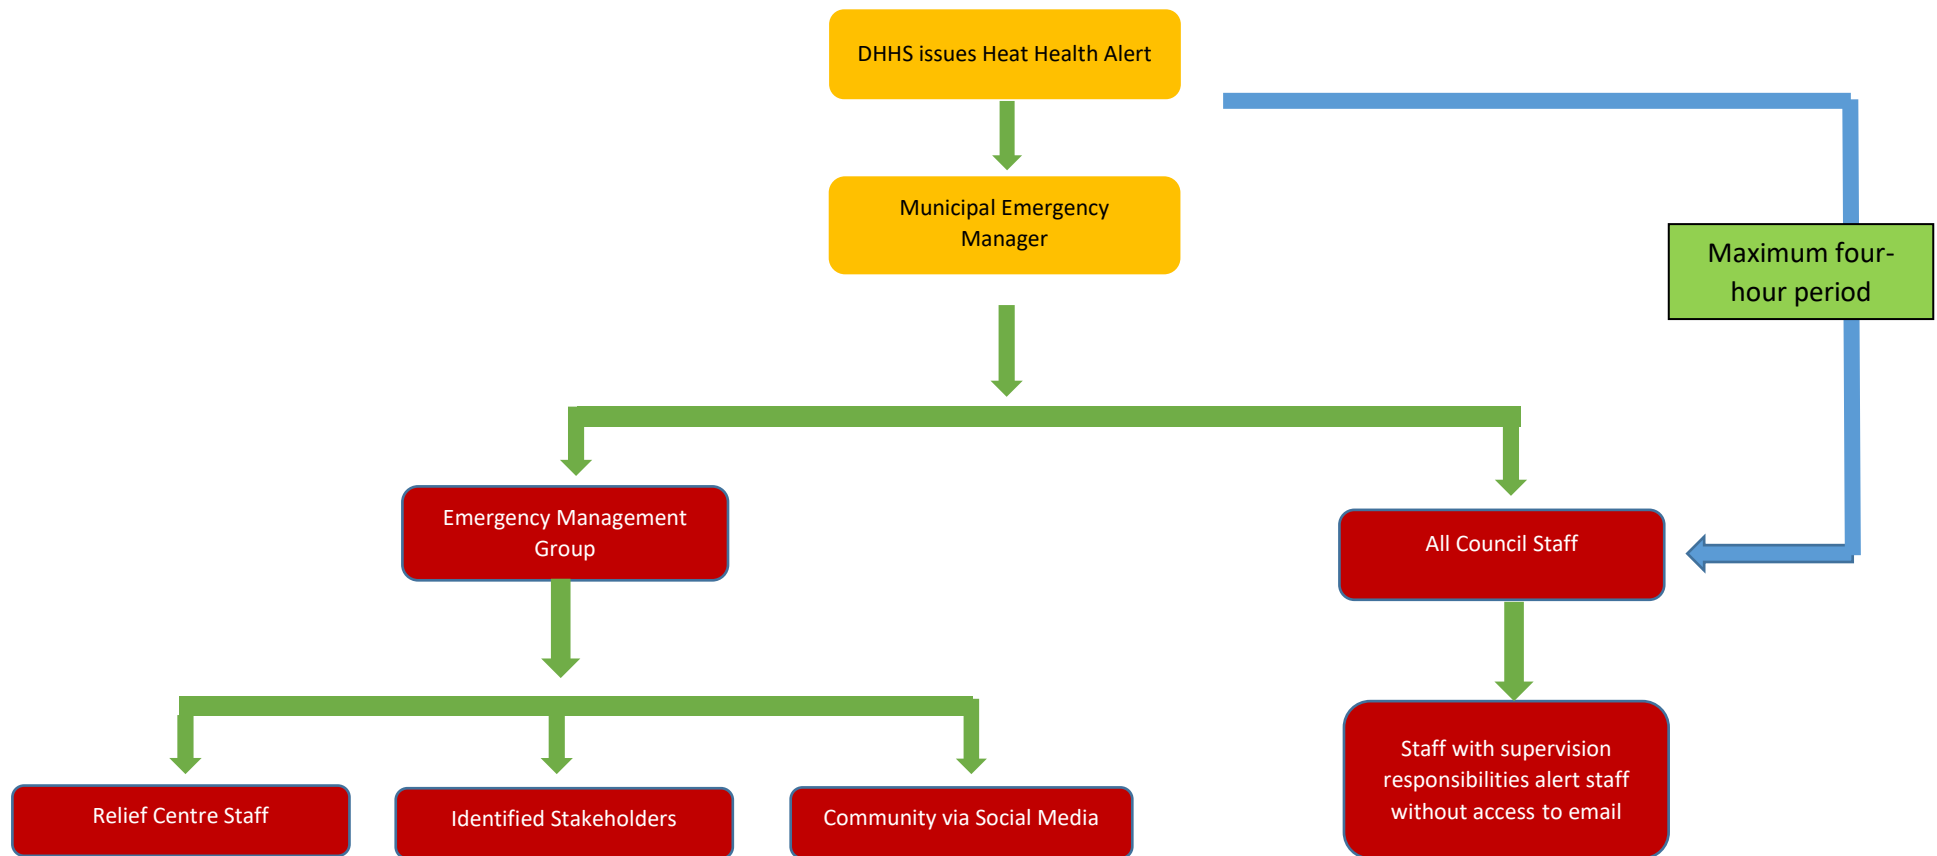 DHHS issues Heat Health Alert
Municipal Emergency
Manager
Maximum four-
hour period
Emergency Management
Group
All Council Staff
Staff with supervision
responsibilities alert staff
without access to email
Relief Centre Staff
Identified Stakeholders
Community via Social Media